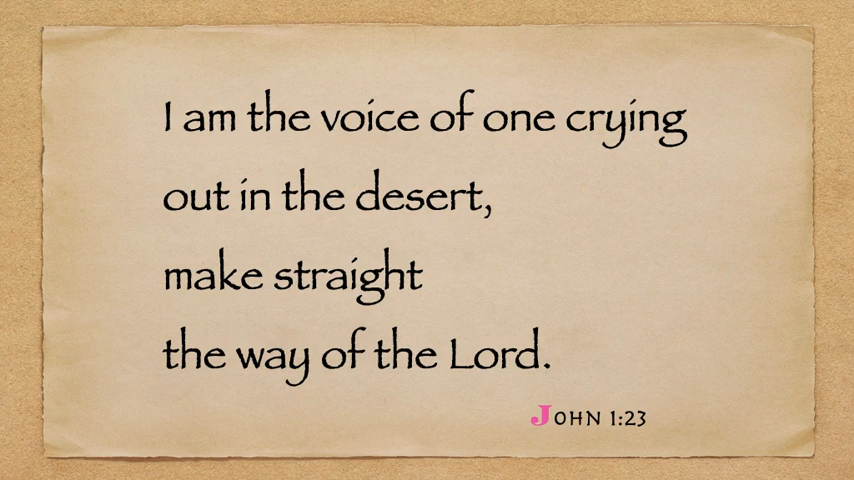 I am the voice of one crying
out in the desert,
make straight
the way of the Lord.
JOHN 1:23